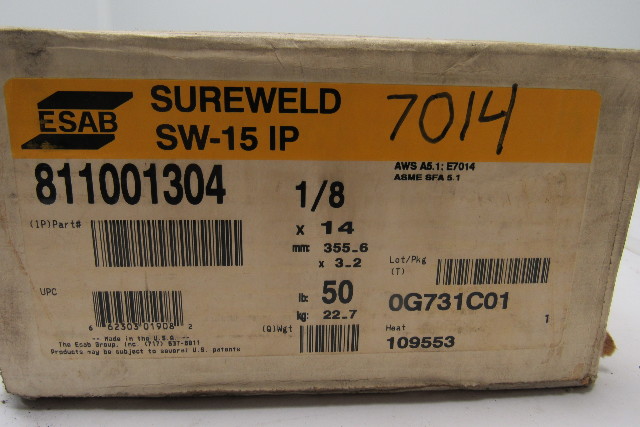 ESAB
SUREWELD
SW-15 IP
7014
AWS A5.1: E7014
ASME SFA 5.1
811001304
1/8
x 14
mm: 355.6
x 3.2
(1P)Part#
Lot/Pkg
(T)
UPC
lb: 50
kg: 22.7
0G731C01
1
6 62303 01908 2
(Q)Wgt
Heat
109553
-- Made in the U.S.A. --
The Esab Group, Inc (717) 637-8911
Products may be subject to several U.S. patents